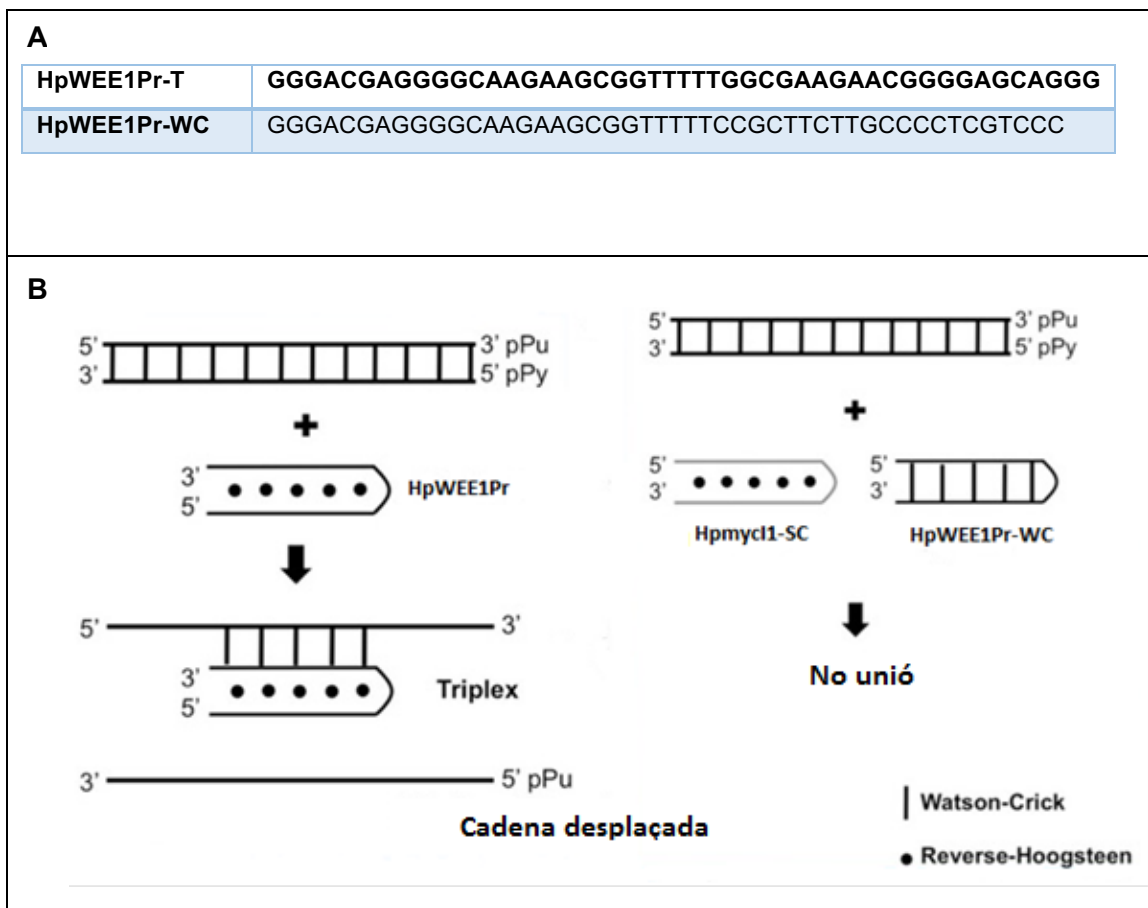 A
HpWEE1Pr-T GGGACGAGGGGCAAGAAGCGGTTTTTGGCGAAGAACGGGGAGCAGGG
HpWEE1Pr-WC GGGACGAGGGGCAAGAAGCGGTTTTTCCGCTTCTTGCCCCTCGTCCC
B
5' 3' pPu
3' 5' pPy
+
3'
5'
HpWEE1Pr
5' 3'
3'
5'
Triplex
3' 5' pPu
Cadena desplaçada
5' 3' pPu
3' 5' pPy
+
5' 5'
3' 3'
Hpmycl1-SC HpWEE1Pr-WC
No unió
Watson-Crick
Reverse-Hoogsteen